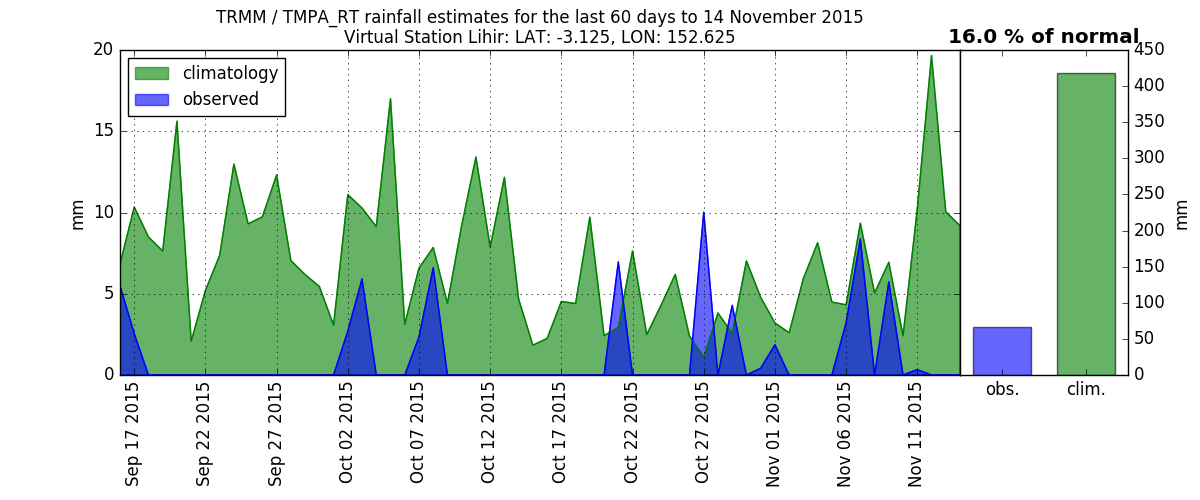 TRMM / TMPA_RT rainfall estimates for the last 60 days to 14 November 2015
Virtual Station Lihir: LAT: -3.125, LON: 152.625
16.0 % of normal
climatology
observed
mm
20
15
10
5
0
Sep 17 2015
Sep 22 2015
Sep 27 2015
Oct 02 2015
Oct 07 2015
Oct 12 2015
Oct 17 2015
Oct 22 2015
Oct 27 2015
Nov 01 2015
Nov 06 2015
Nov 11 2015
obs.
clim.
450
400
350
300
250
200
150
100
50
0
mm